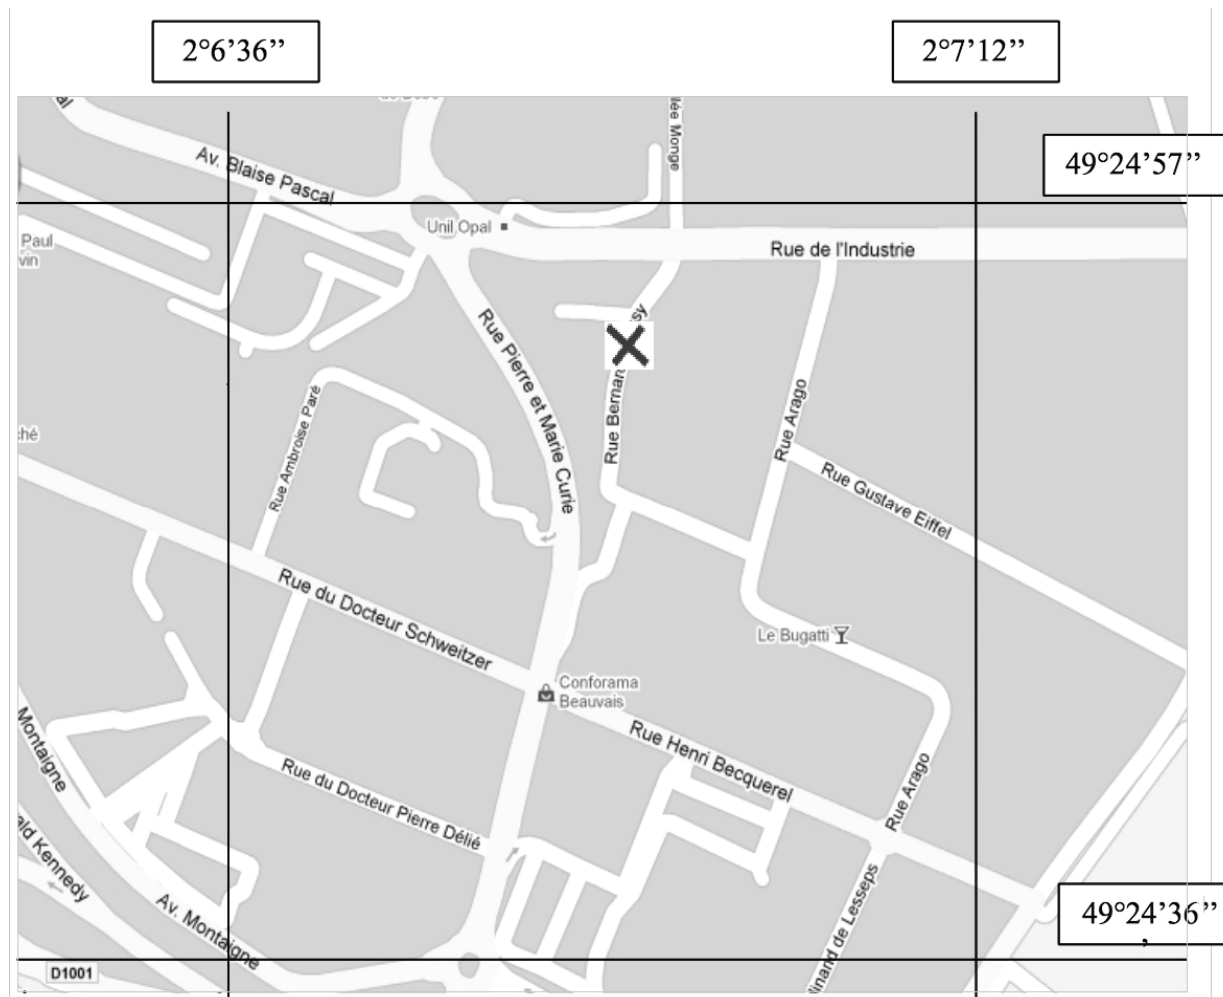 2°6’36’’
2°7’12’’
49°24’57’’
Av. Blaise Pascal
Monge
Unil Opal
Rue de l'Industrie
Paul
Rue Pierre et Marie Curie
Rue
Rue Ambroise Paré
Rue Arago
Rue Gustave Eiffel
Rue du Docteur Schweitzer
Le Bugatti
Conforama
Beauvais
Rue Henri Becquerel
Montaigne
Rue du Docteur Pierre Délié
Rue Arago
Kennedy
49°24’36’’
,
Av. Montaigne
de Lesseps
D1001